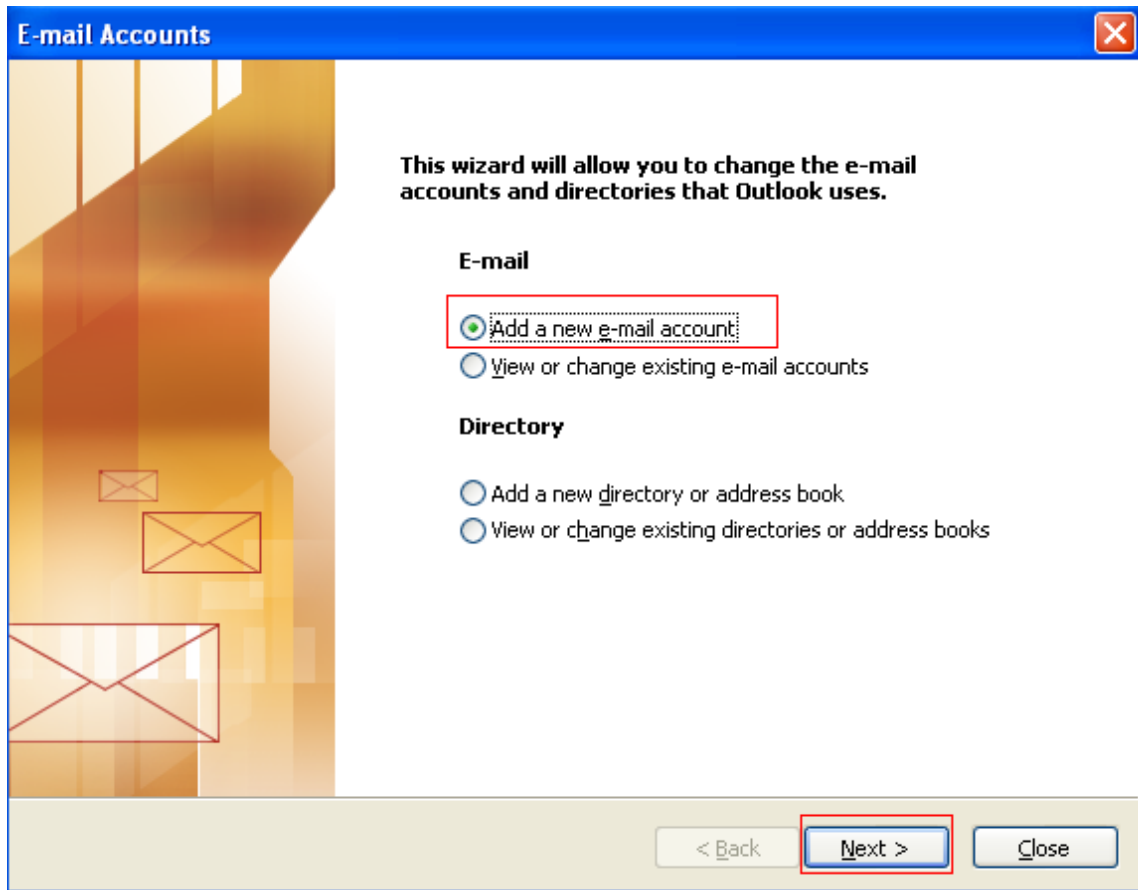 E-mail Accounts
This wizard will allow you to change the e-mail
accounts and directories that Outlook uses.
E-mail
Add a new e-mail account
View or change existing e-mail accounts
Directory
Add a new directory or address book
View or change existing directories or address books
< Back
Next >
Close